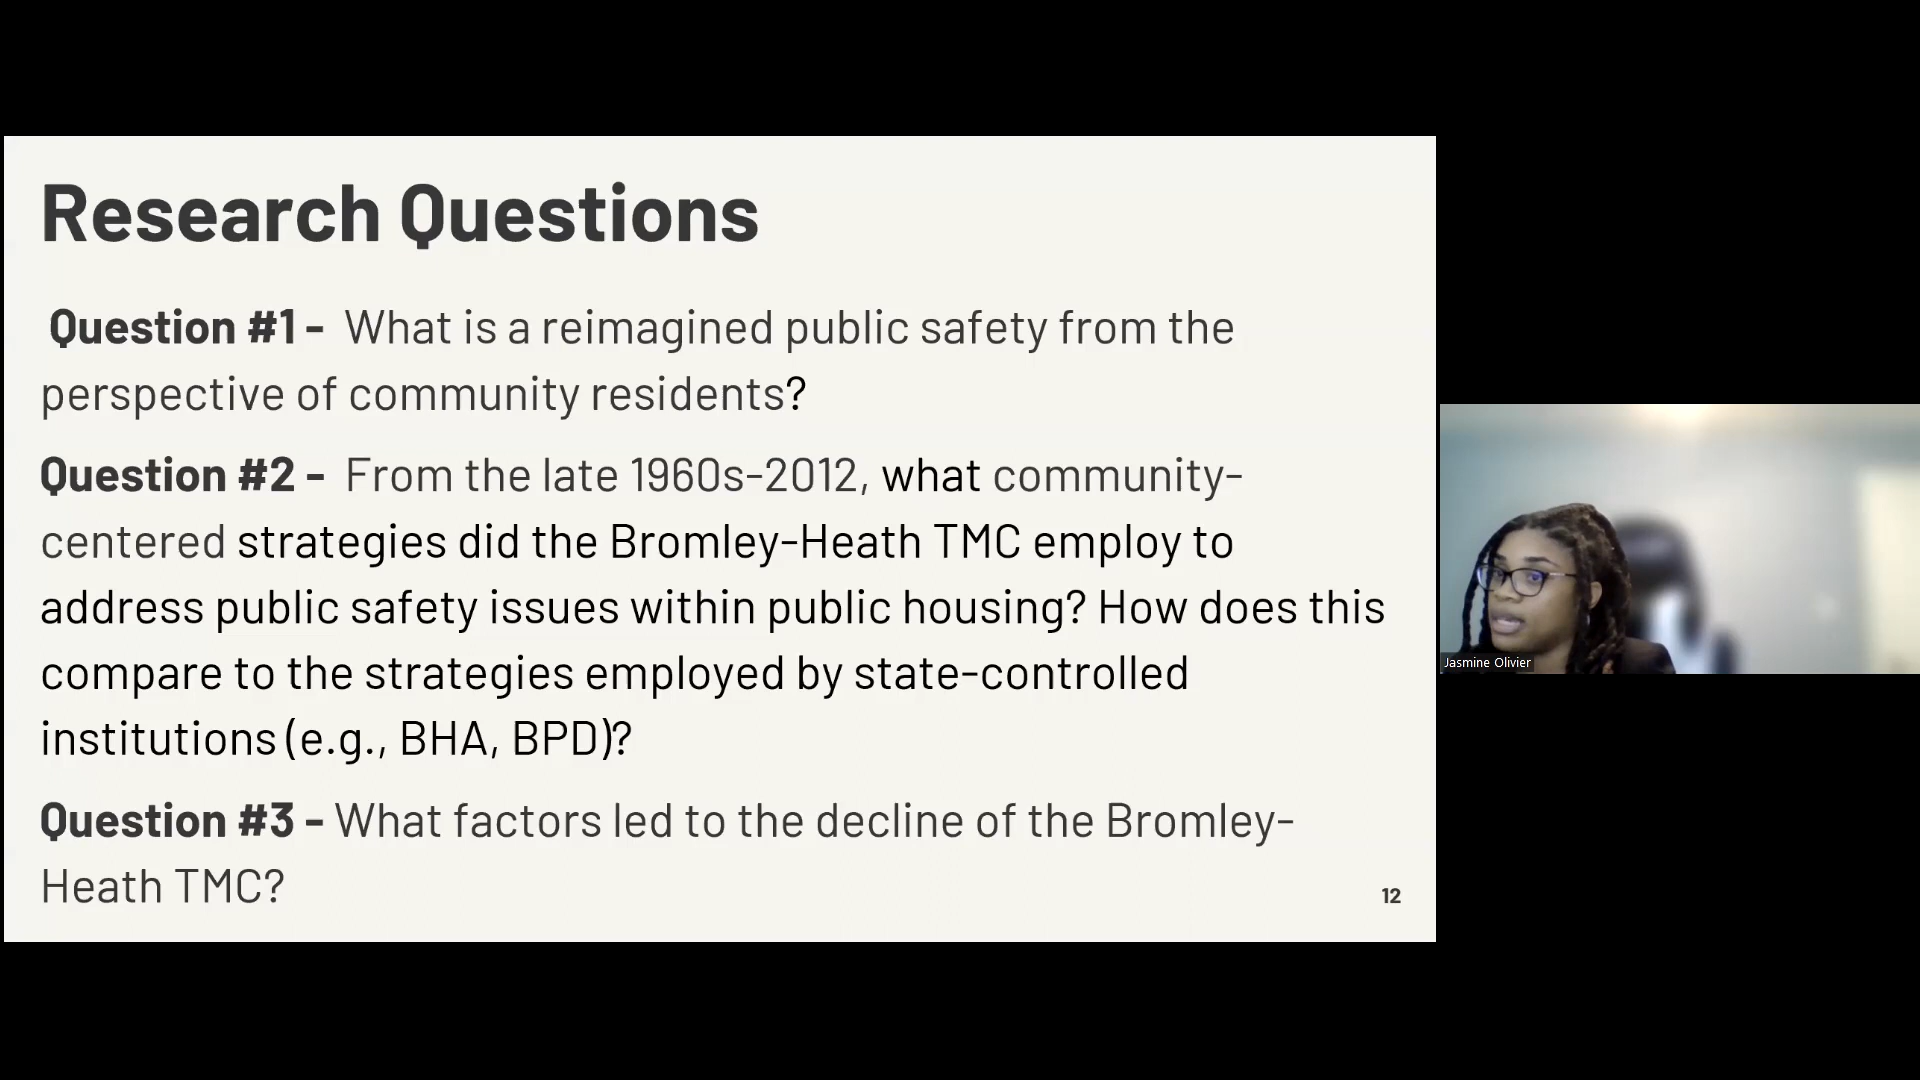 Research Questions
Question #1 - What is a reimagined public safety from the
perspective of community residents?
Question #2 - From the late 1960s-2012, what community-
centered strategies did the Bromley-Heath TMC employ to
address public safety issues within public housing? How does this
compare to the strategies employed by state-controlled
institutions (e.g., BHA, BPD)?
Question #3 - What factors led to the decline of the Bromley-
Heath TMC?
12
Jasmine Olivier